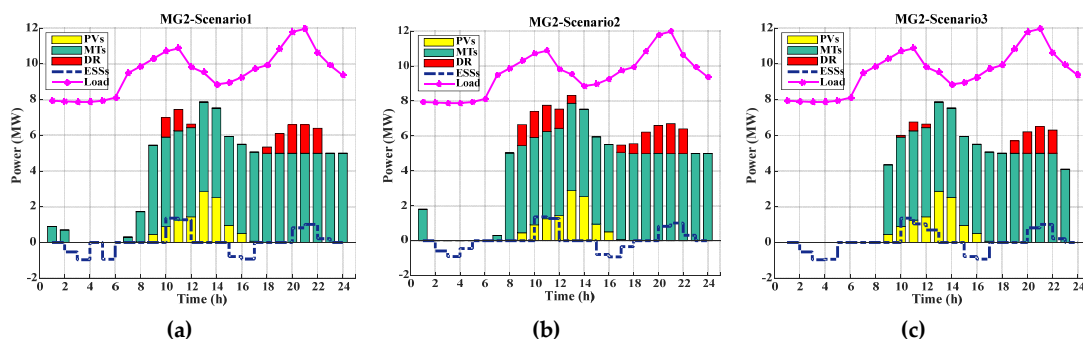 MG2-Scenario1
Power (MW)
12
10
8
6
4
2
0
-2
PVs
MTs
DR
ESSs
Load
0 2 4 6 8 10 12 14 16 18 20 22 24
Time (h)
(a)
MG2-Scenario2
Power (MW)
12
10
8
6
4
2
0
-2
PVs
MTs
DR
ESSs
Load
0 2 4 6 8 10 12 14 16 18 20 22 24
Time (h)
(b)
MG2-Scenario3
Power (MW)
12
10
8
6
4
2
0
-2
PVs
MTs
DR
ESSs
Load
0 2 4 6 8 10 12 14 16 18 20 22 24
Time (h)
(c)